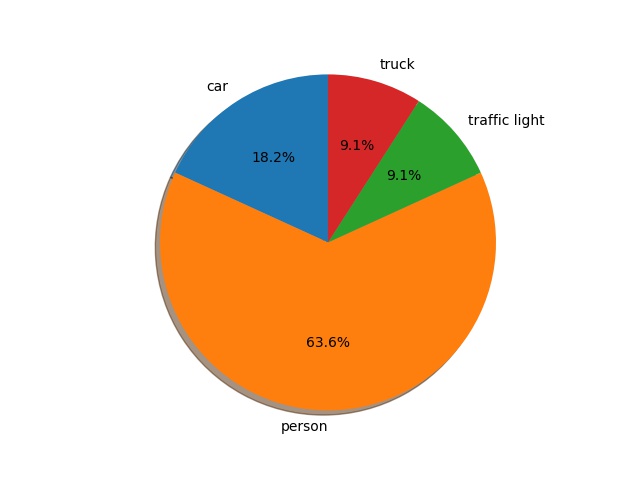 truck
car
traffic light
9.1%
18.2%
9.1%
63.6%
person